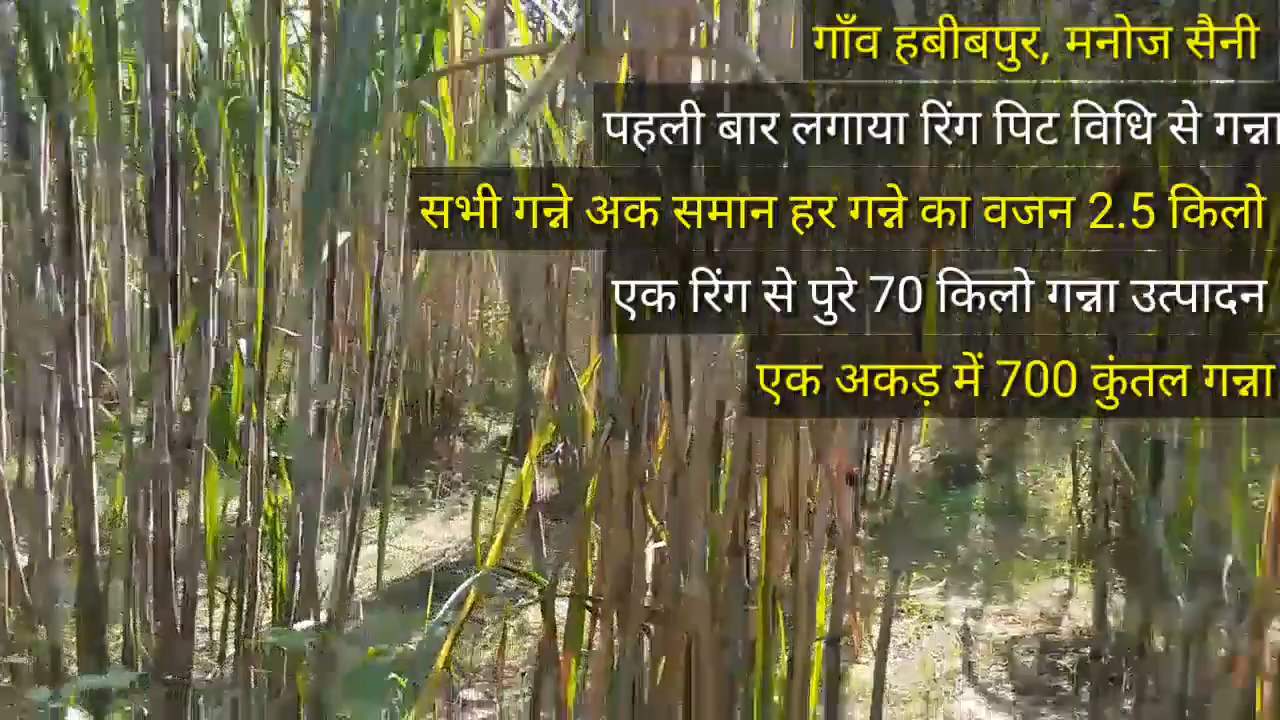 गाँव हबीबपुर, मनोज सैनी
पहली बार लगाया रिंग पिट विधि से गन्ना
सभी गन्ने अक समान हर गन्ने का वजन 2.5 किलो
एक रिंग से पुरे 70 किलो गन्ना उत्पादन
एक अकड़ में 700 कुंतल गन्ना